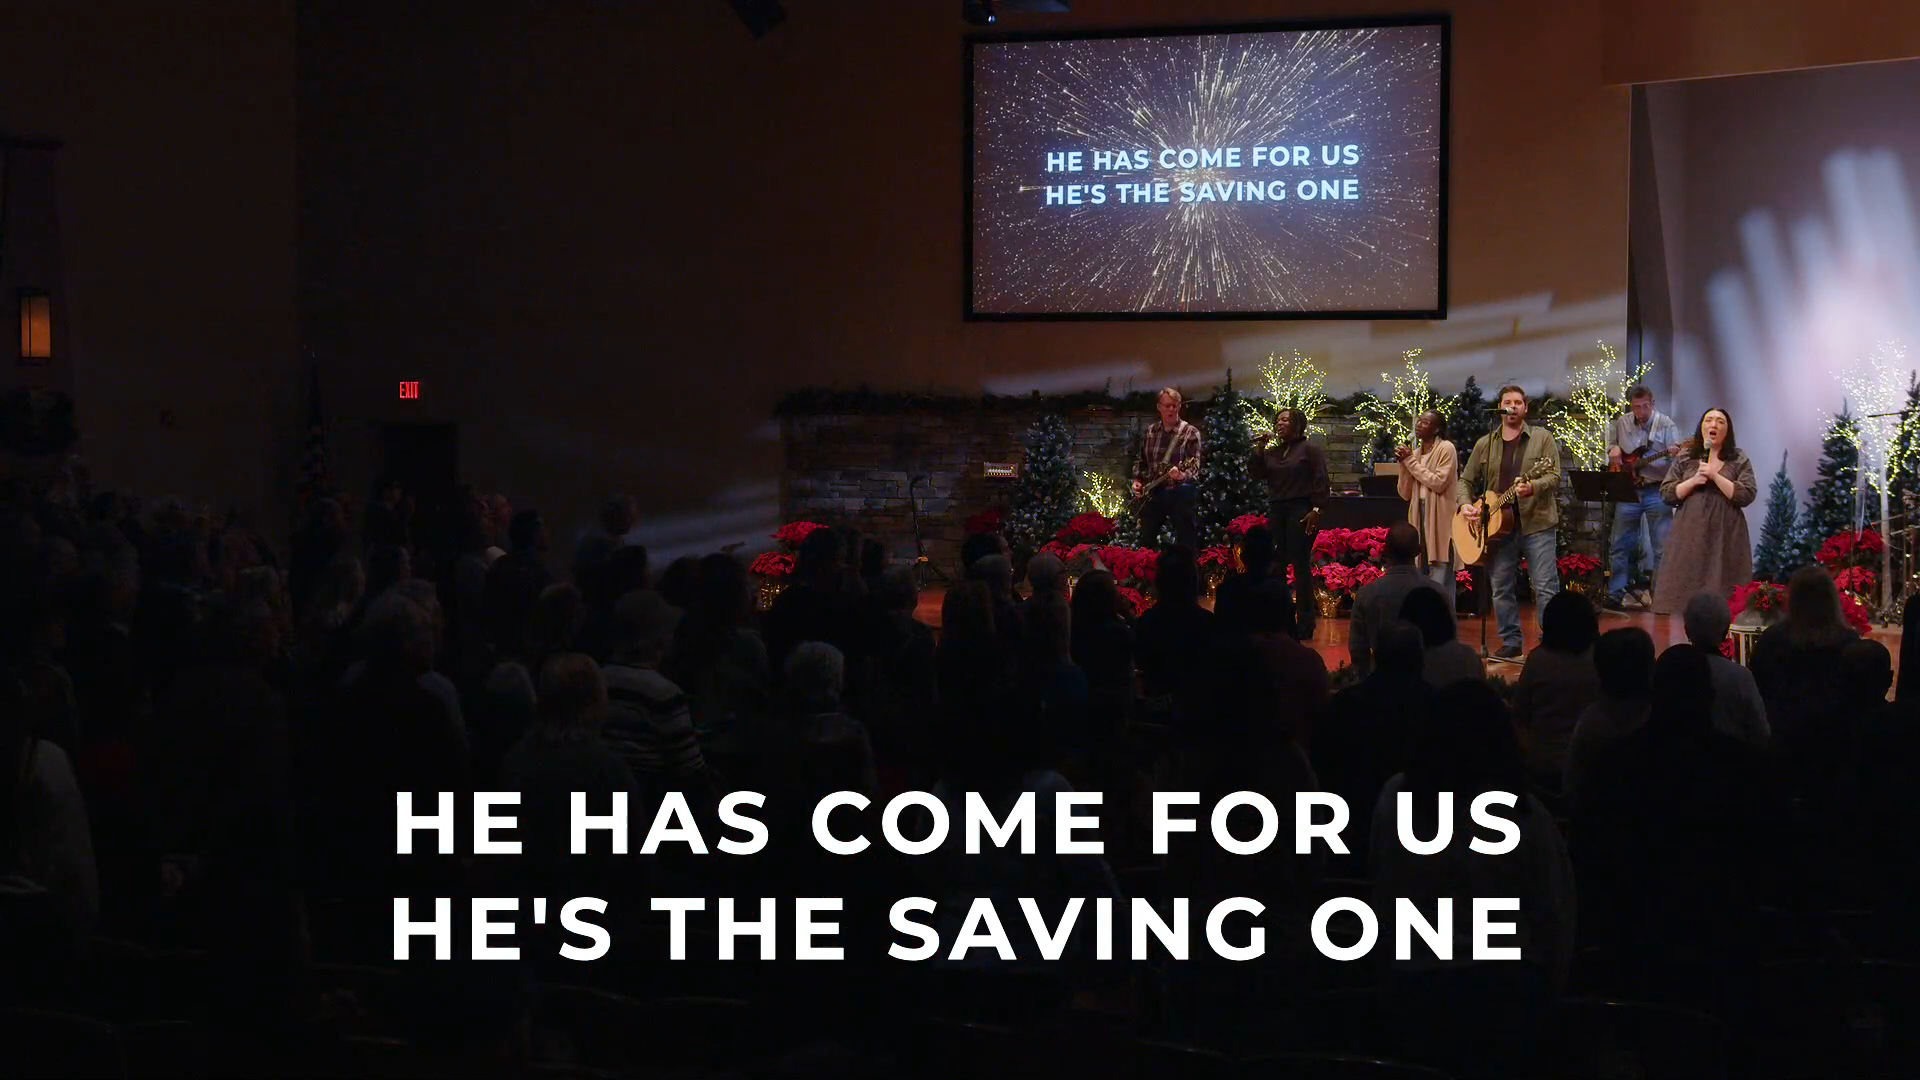 HE HAS COME FOR US
HE'S THE SAVING ONE
EXIT
HE HAS COME FOR US
HE'S THE SAVING ONE